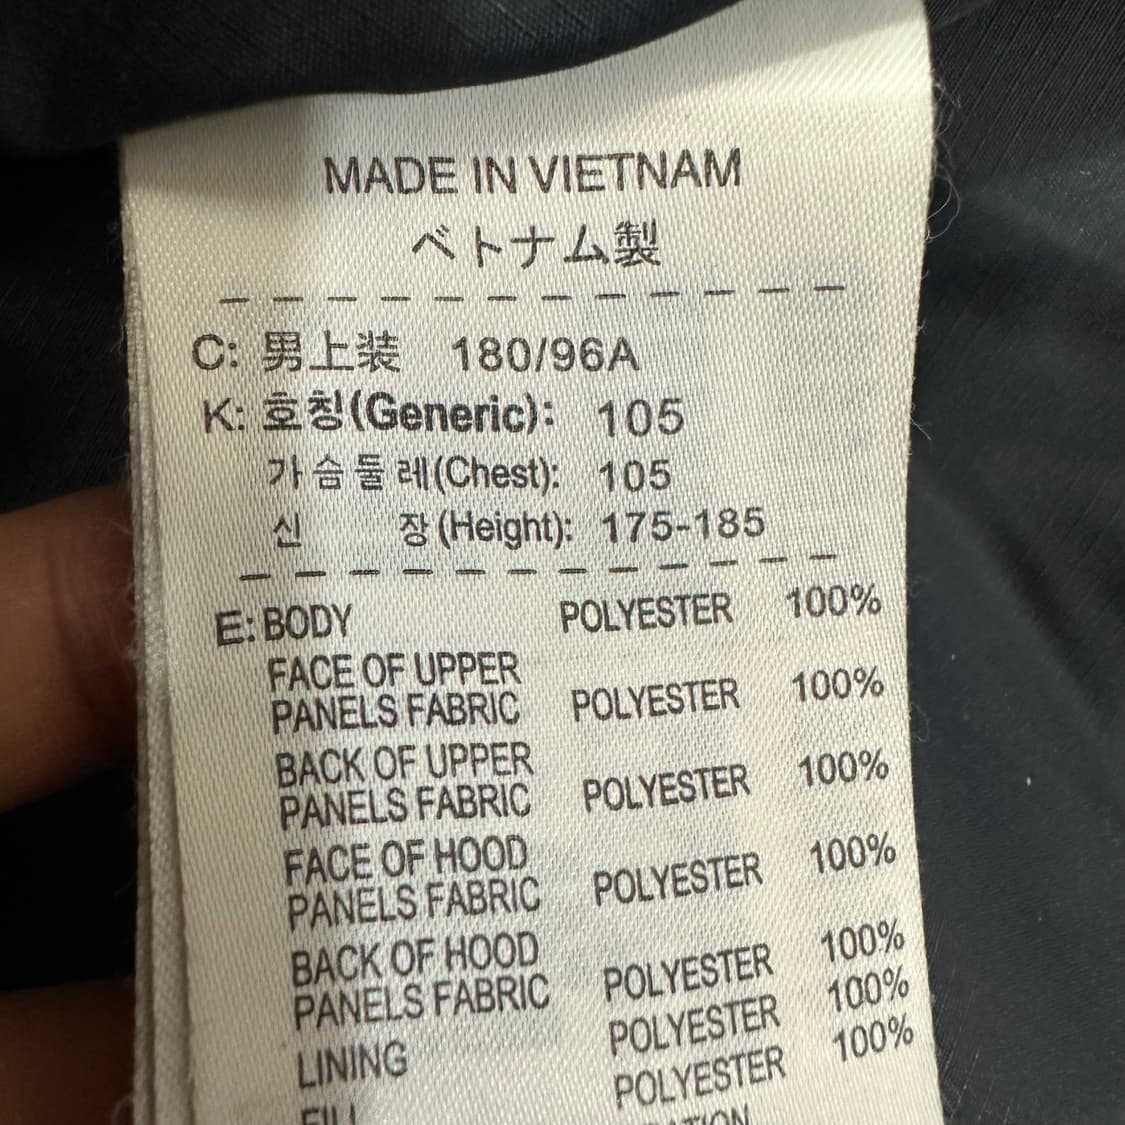 MADE IN VIETNAM
ベトナム製
C: 男上装 180/96A
K: 호칭(Generic): 105
가슴둘레(Chest): 105
신 장(Height): 175-185
E: BODY POLYESTER 100%
FACE OF UPPER
PANELS FABRIC POLYESTER 100%
BACK OF UPPER
PANELS FABRIC POLYESTER 100%
FACE OF HOOD
PANELS FABRIC POLYESTER 100%
BACK OF HOOD
PANELS FABRIC POLYESTER 100%
LINING POLYESTER 100%
FILL POLYESTER 100%